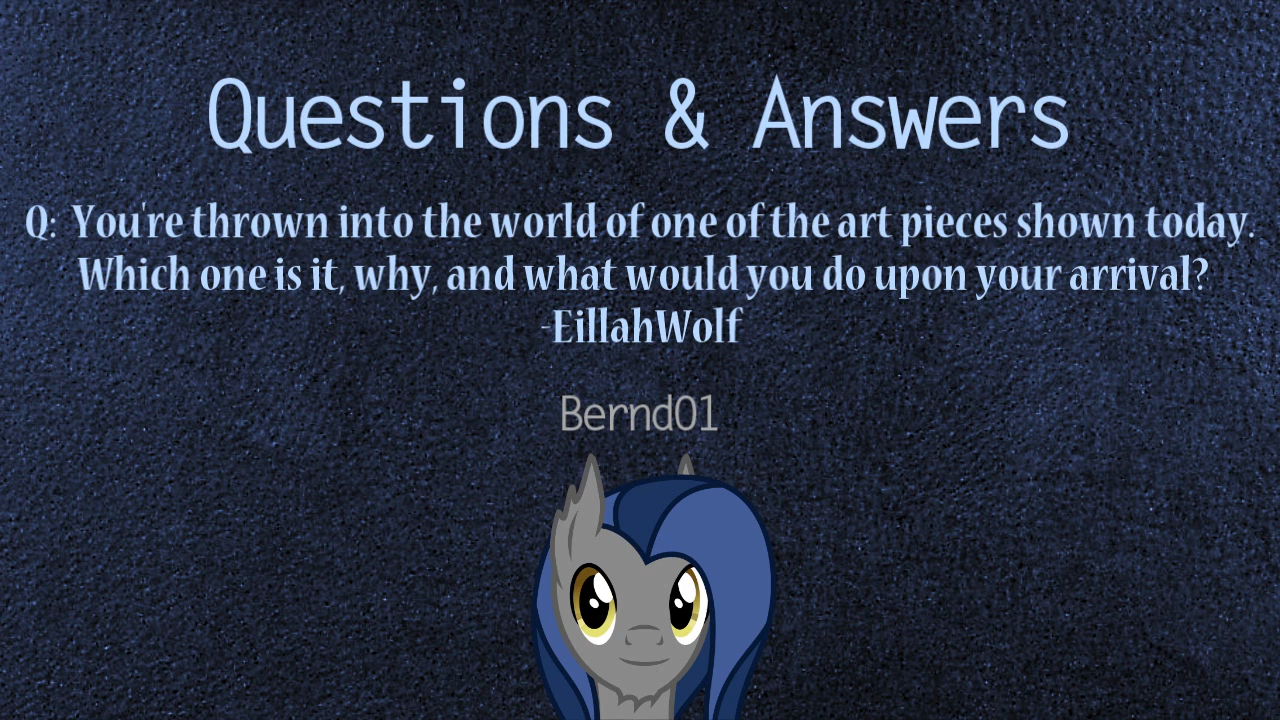 Questions & Answers
Q: You're thrown into the world of one of the art pieces shown today.
Which one is it, why, and what would you do upon your arrival?
-EillahWolf
Bernd01